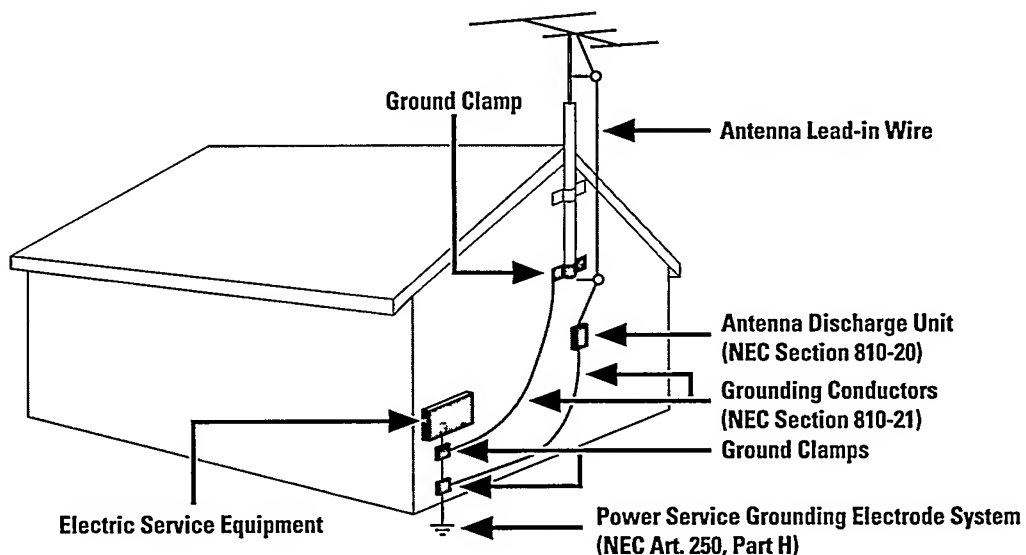 Ground Clamp
Antenna Lead-in Wire
Antenna Discharge Unit
(NEC Section 810-20)
Grounding Conductors
(NEC Section 810-21)
Ground Clamps
Electric Service Equipment
Power Service Grounding Electrode System
(NEC Art. 250, Part H)